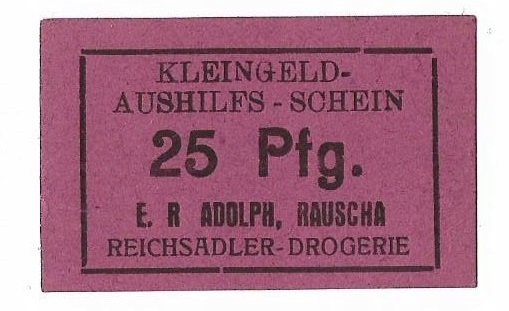 KLEINGELD-
AUSHILFS - SCHEIN
25 Pfg.
E. R ADOLPH, RAUSCHA
REICHSADLER-DROGERIE